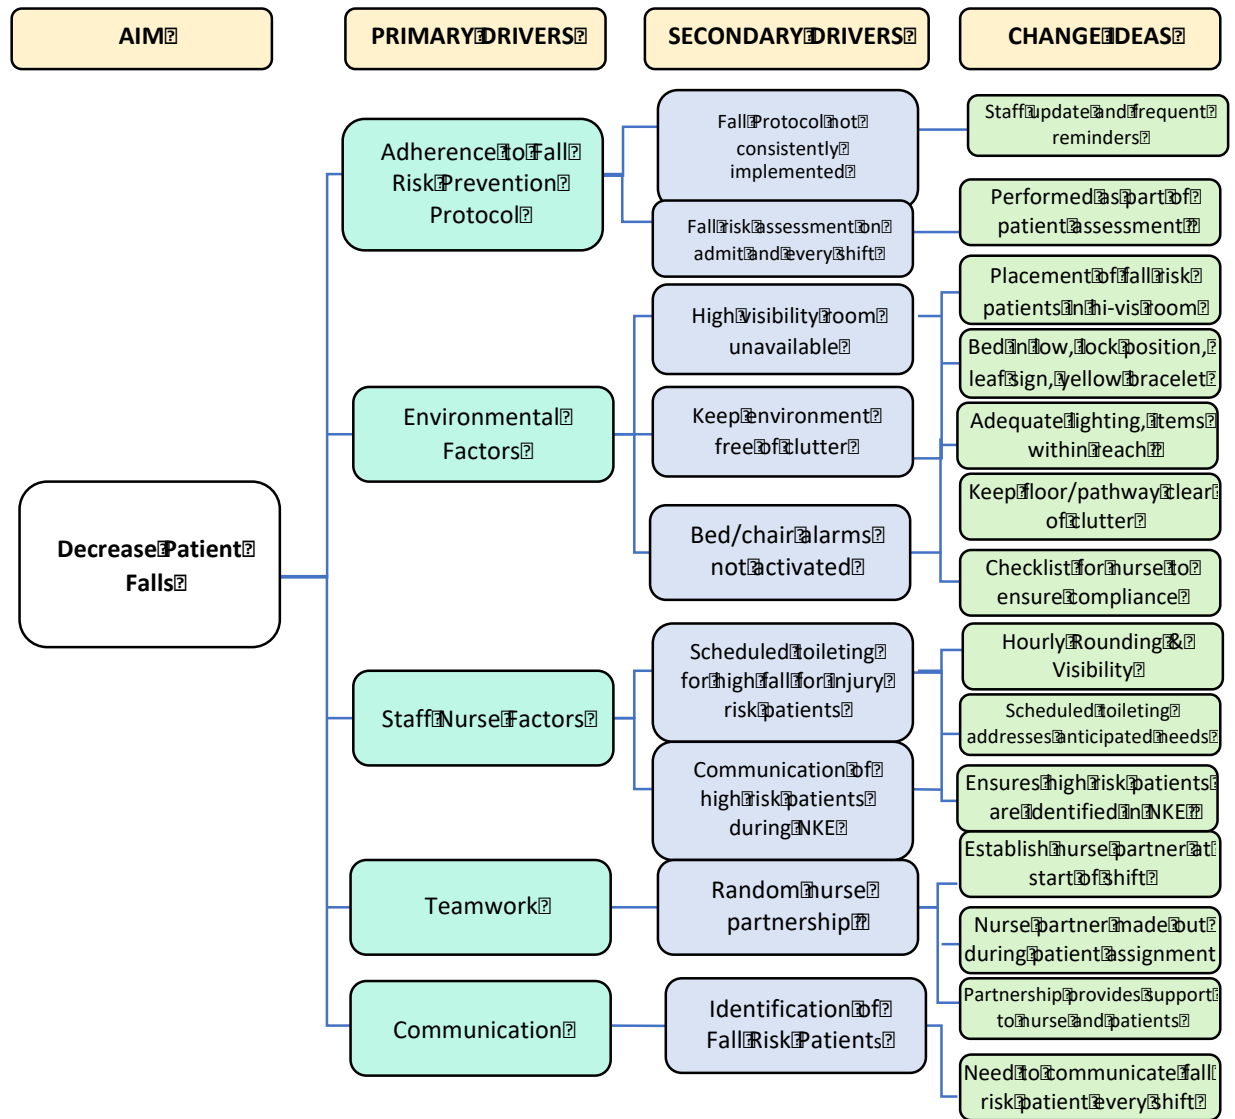 AIM
PRIMARY DRIVERS
SECONDARY DRIVERS
CHANGE IDEAS
Decrease Patient
Falls
Adherence to Fall
Risk Prevention
Protocol
Environmental
Factors
Staff Nurse Factors
Teamwork
Communication
Fall Protocol not
consistently
implemented
Fall risk assessment on
admit and every shift
High visibility room
unavailable
Keep environment
free of clutter
Bed/chair alarms
not activated
Scheduled toileting
for high fall for injury
risk patients
Communication of
high risk patients
during NKE
Random nurse
partnership
Identification of
Fall Risk Patients
Staff update and frequent
reminders
Performed as part of
patient assessment
Placement of fall risk
patients in hi-vis room
Bed in low, lock position,
leaf sign, yellow bracelet
Adequate lighting, items
within reach
Keep floor/pathway clear
of clutter
Checklist for nurse to
ensure compliance
Hourly Rounding &
Visibility
Scheduled toileting
addresses anticipated needs
Ensures high risk patients
are identified in NKE
Establish nurse partner at
start of shift
Nurse partner made out
during patient assignment
Partnership provides support
to nurse and patients
Need to communicate fall
risk patient every shift